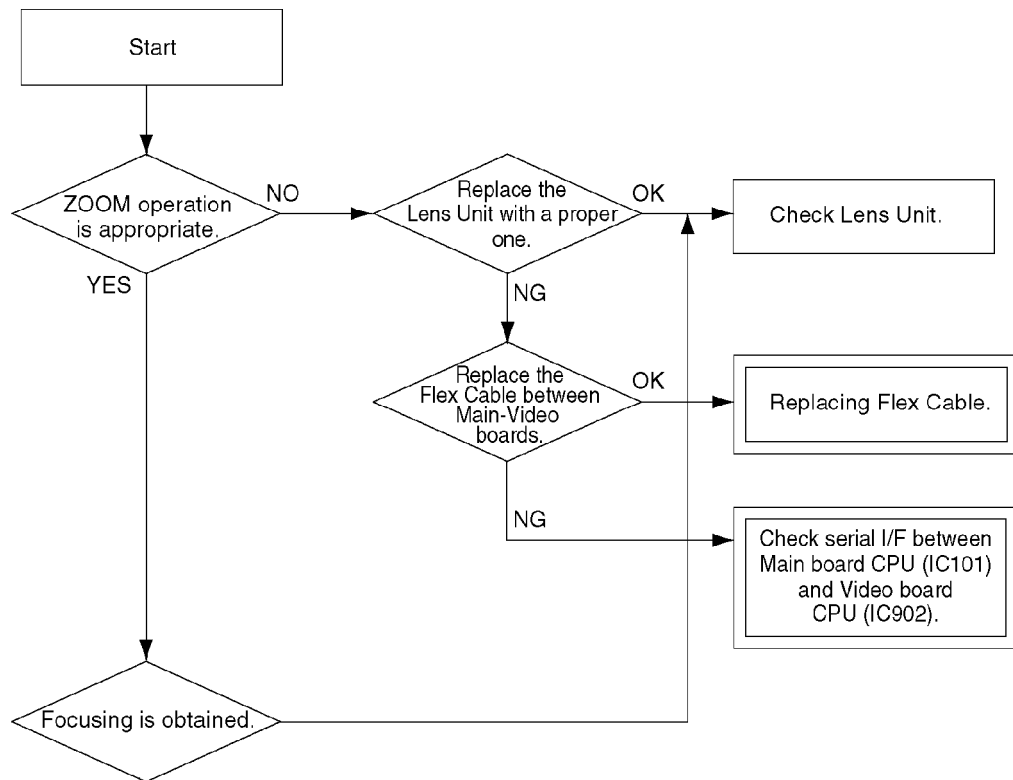 Start
ZOOM operation
is appropriate.
NO
YES
Replace the
Lens Unit with a proper
one.
OK
Check Lens Unit.
NG
Replace the
Flex Cable between
Main-Video
boards.
OK
Replacing Flex Cable.
NG
Check serial I/F between
Main board CPU (IC101)
and Video board
CPU (IC902).
Focusing is obtained.